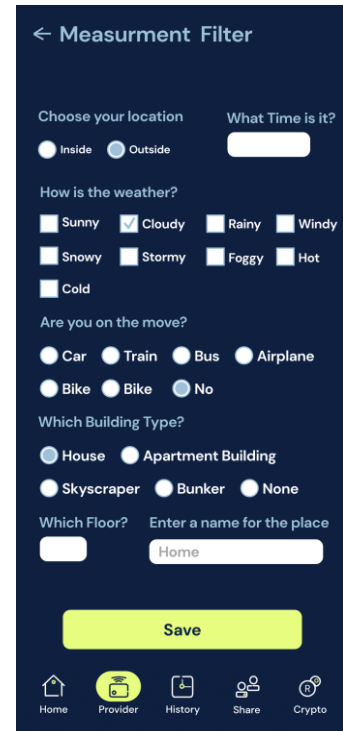 ← Measurment Filter
Choose your location What Time is it?
Inside Outside
How is the weather?
Sunny Cloudy Rainy Windy
Snowy Stormy Foggy Hot
Cold
Are you on the move?
Car Train Bus Airplane
Bike Bike No
Which Building Type?
House Apartment Building
Skyscraper Bunker None
Which Floor? Enter a name for the place
Home
Save
R
Home Provider History Share Crypto